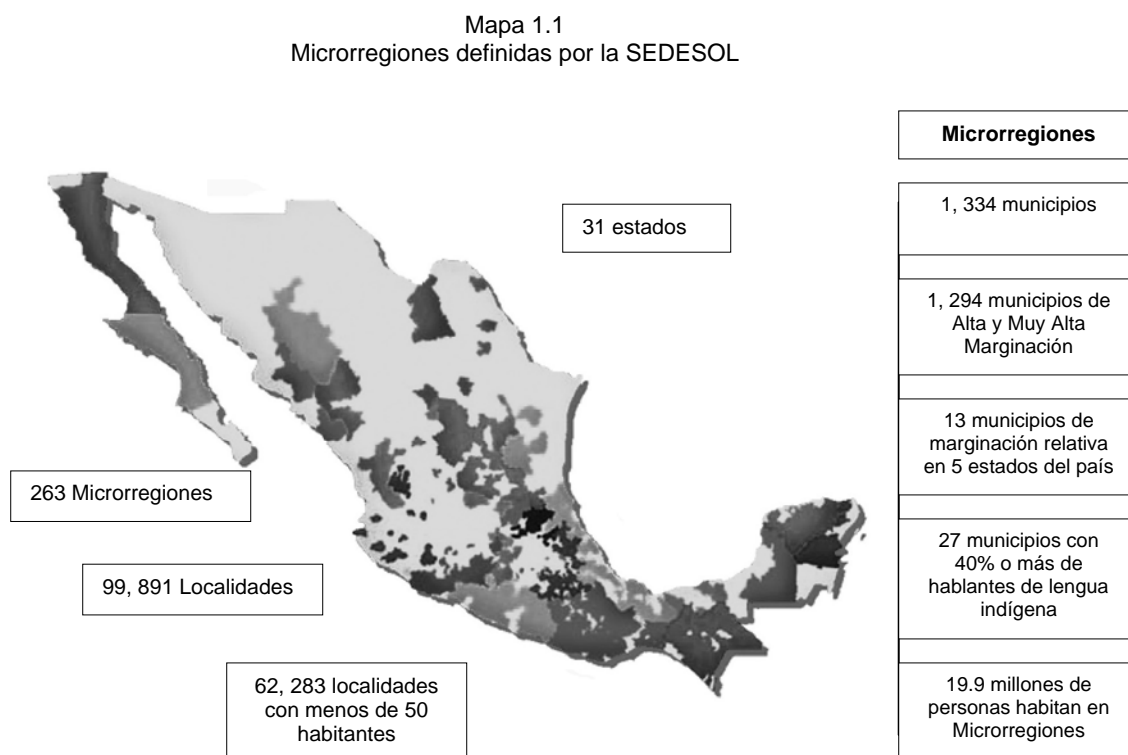 Mapa 1.1
Microrregiones definidas por la SEDESOL
Microrregiones
31 estados
1, 334 municipios
1, 294 municipios de
Alta y Muy Alta
Marginación
13 municipios de
marginación relativa
en 5 estados del país
263 Microrregiones
27 municipios con
40% o más de
hablantes de lengua
indígena
99, 891 Localidades
62, 283 localidades
con menos de 50
habitantes
19.9 millones de
personas habitan en
Microrregiones